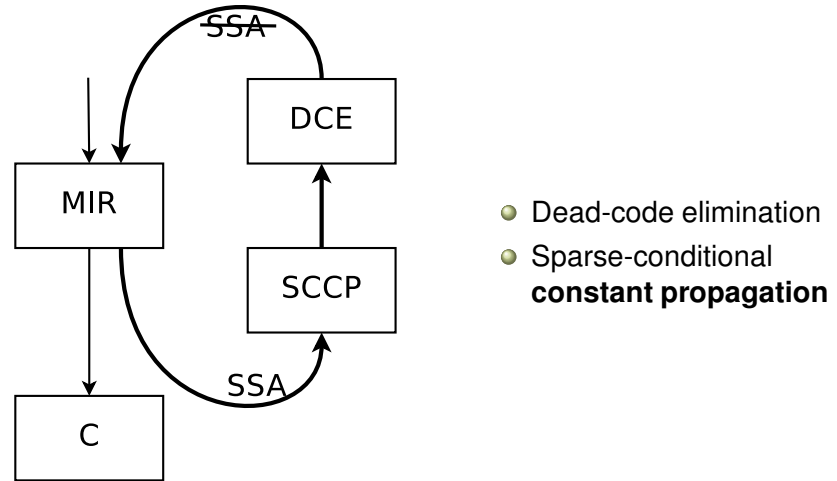 SSA
DCE
MIR
SCCP
SSA
C
Dead-code elimination
Sparse-conditional
constant propagation